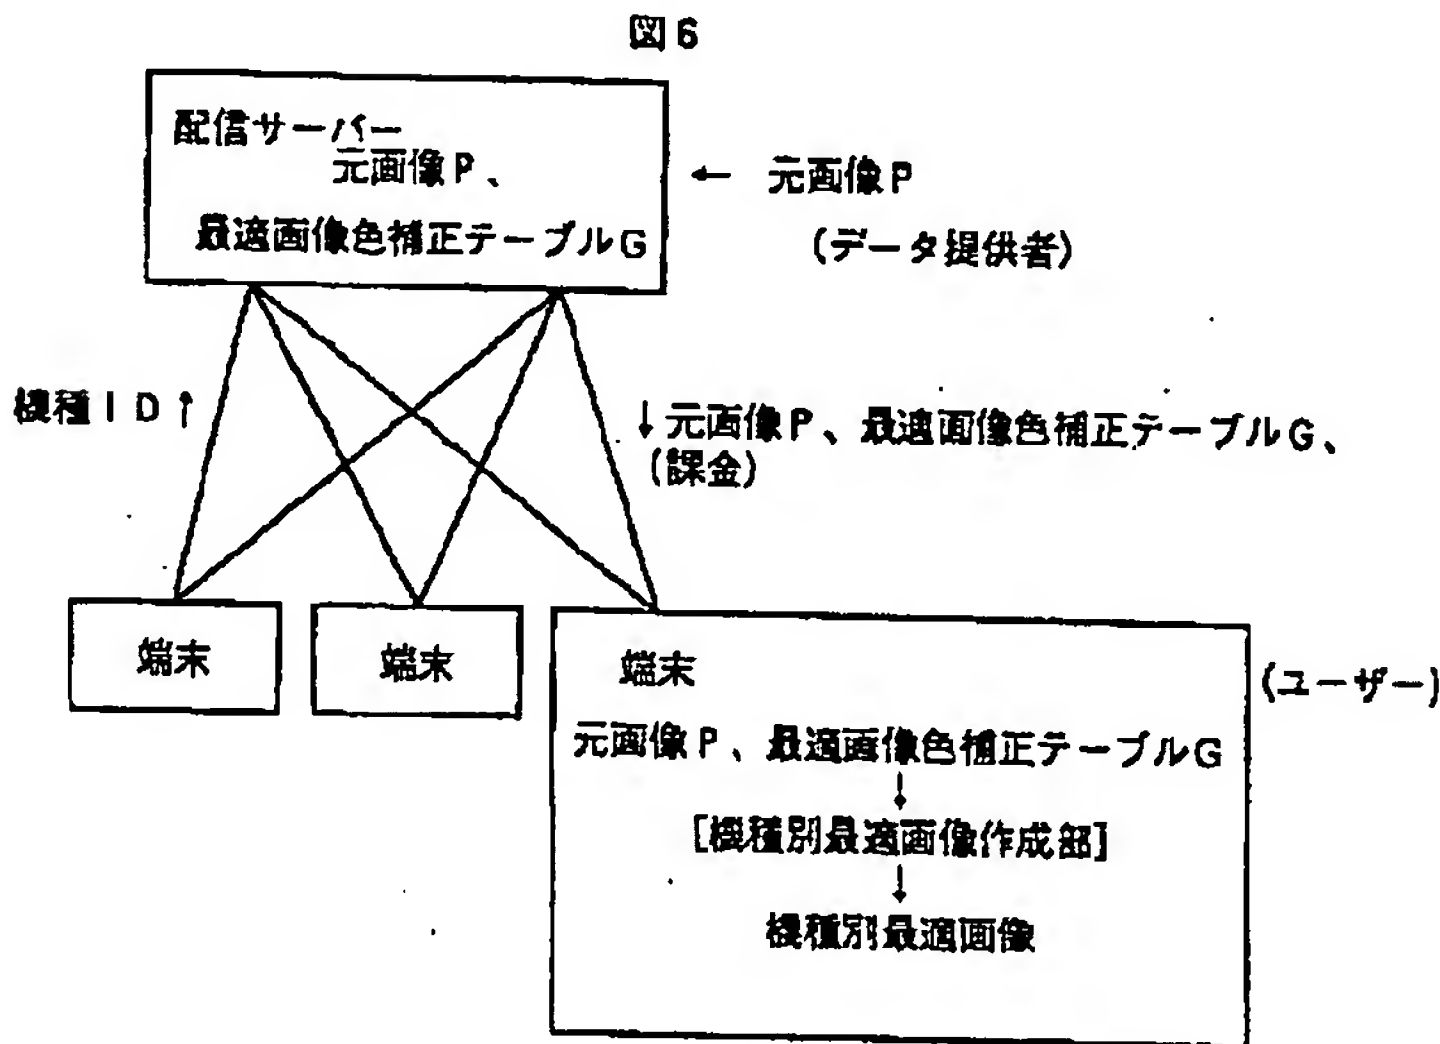 図6
配信サーバー
元画像P、
最適画像色補正テーブルG
← 元画像P
(データ提供者)
機種ID↑
↓元画像P、最適画像色補正テーブルG、
(課金)
端末
端末
端末
(ユーザー)
元画像P、最適画像色補正テーブルG
↓
[機種別最適画像作成部]
↓
機種別最適画像